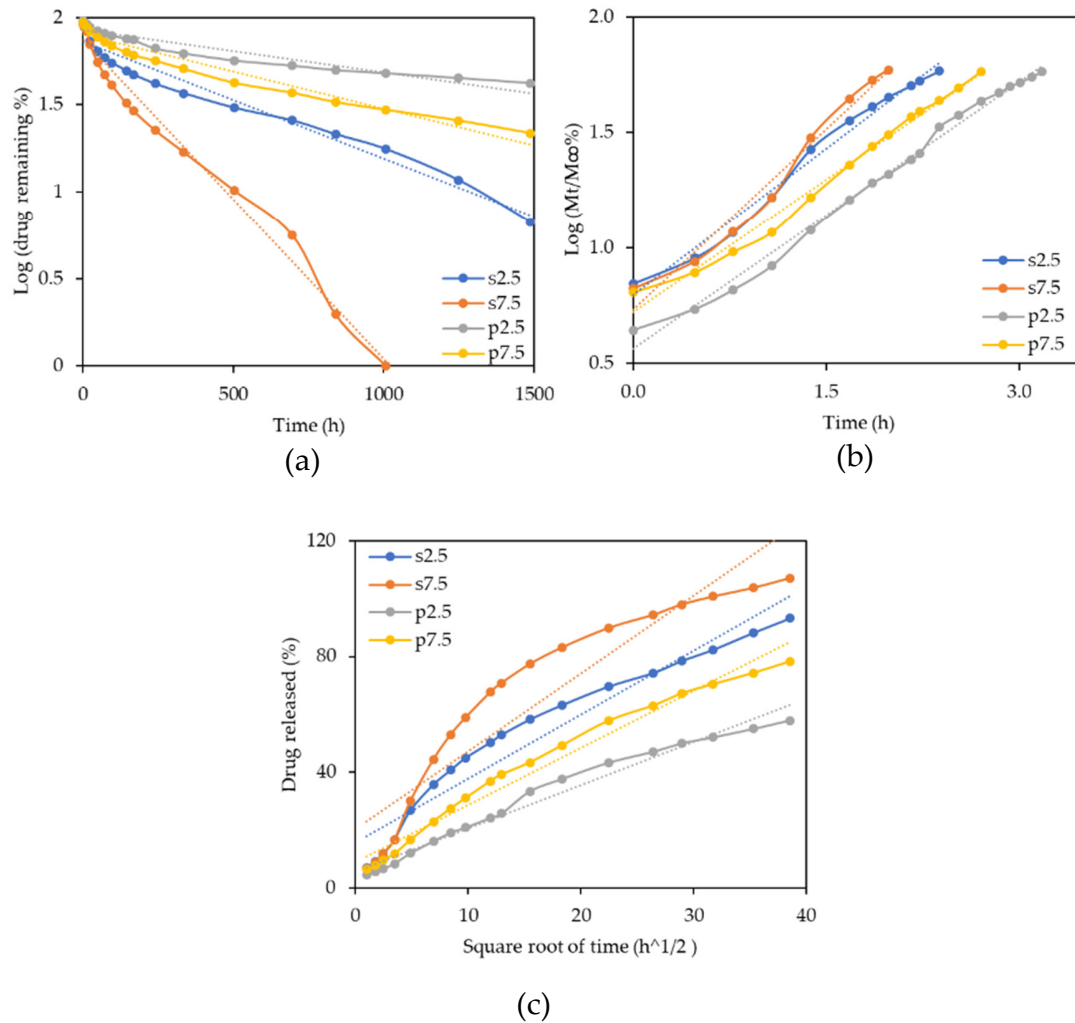 2
1.5
1
0.5
0
Log (drug remaining %)
0
500
1000
1500
Time (h)
s2.5
s7.5
p2.5
p7.5
(a)
2.0
1.5
1.0
0.5
Log (Mt/M∞%)
0.0
1.5
3.0
Time (h)
s2.5
s7.5
p2.5
p7.5
(b)
120
80
40
0
Drug released (%)
0
10
20
30
40
Square root of time (h^1/2 )
s2.5
s7.5
p2.5
p7.5
(c)